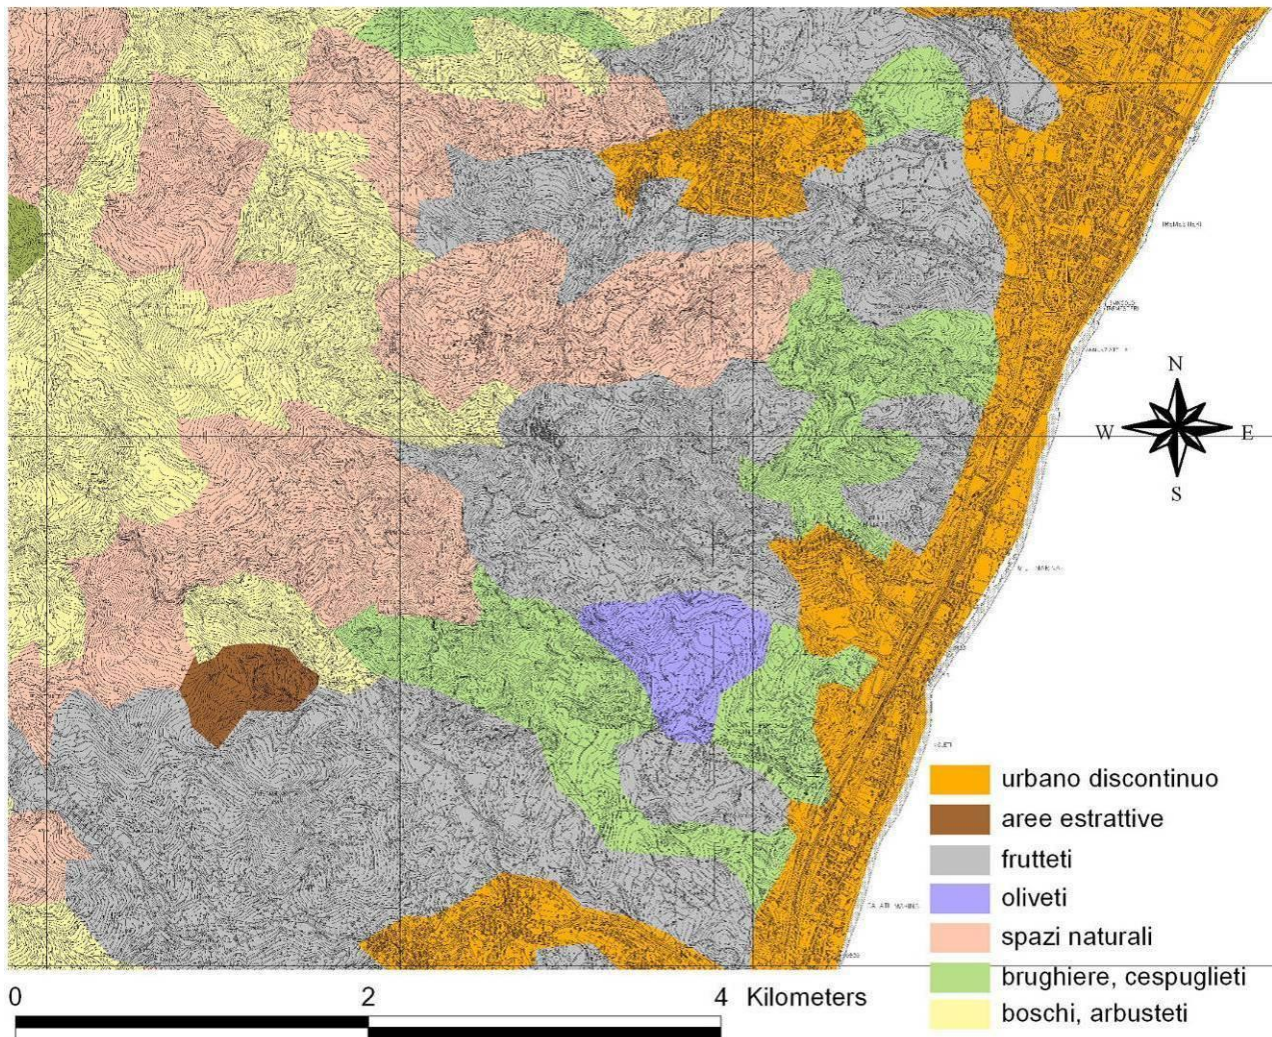 N
W E
S
urbano discontinuo
aree estrattive
frutteti
oliveti
spazi naturali
brughiere, cespuglieti
boschi, arbusteti
0 2 4 Kilometers